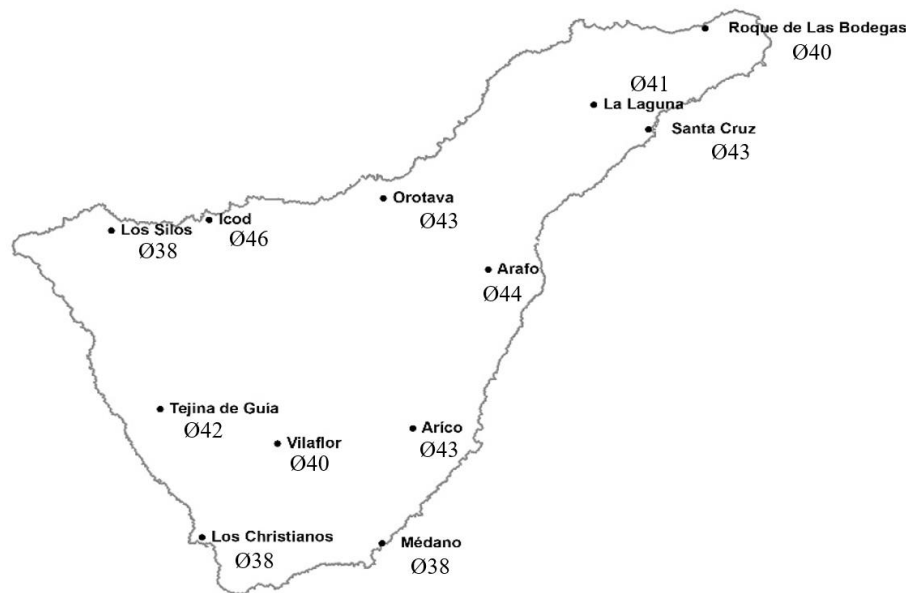 Roque de Las Bodegas
Ø40
Ø41
La Laguna
Santa Cruz
Ø43
Orotava
Ø43
Icod
Ø46
Los Silos
Ø38
Arafo
Ø44
Tejina de Guía
Ø42
Vilaflor
Ø40
Arico
Ø43
Los Christianos
Ø38
Médano
Ø38